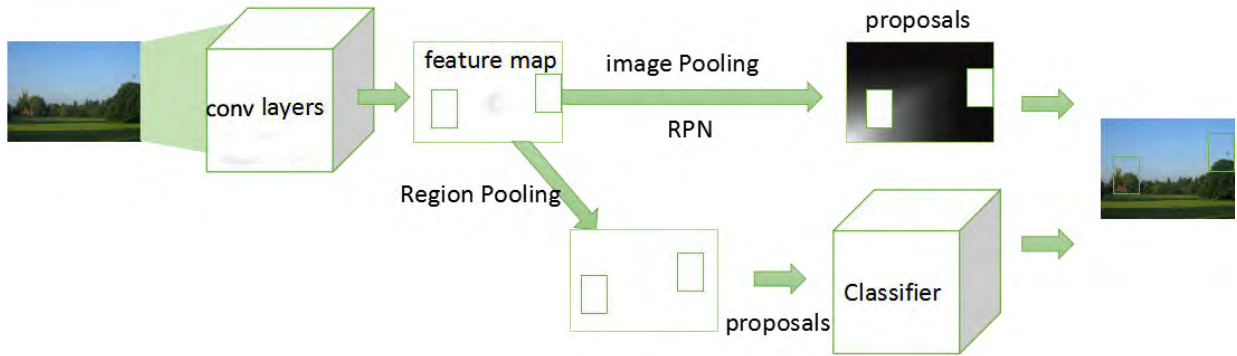 proposals
feature map
image Pooling
conv layers
RPN
Region Pooling
Classifier
proposals